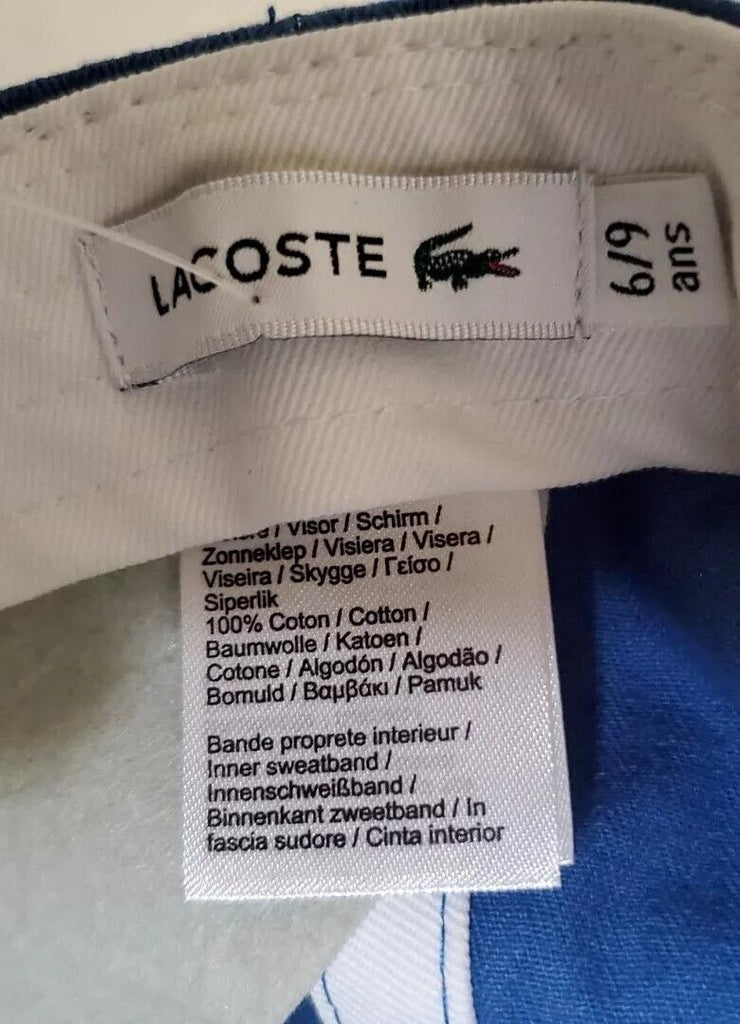 LACOSTE
6/9
ans
/ Visor / Schirm /
Zonneklep / Visiera / Visera /
Viseira / Skygge / Γείσο /
Siperlik
100% Coton / Cotton /
Baumwolle / Katoen /
Cotone / Algodón / Algodão /
Bomuld / Βαμβάκι / Pamuk
Bande proprete interieur /
Inner sweatband /
Innenschweißband /
Binnenkant zweetband / In
fascia sudore / Cinta interior